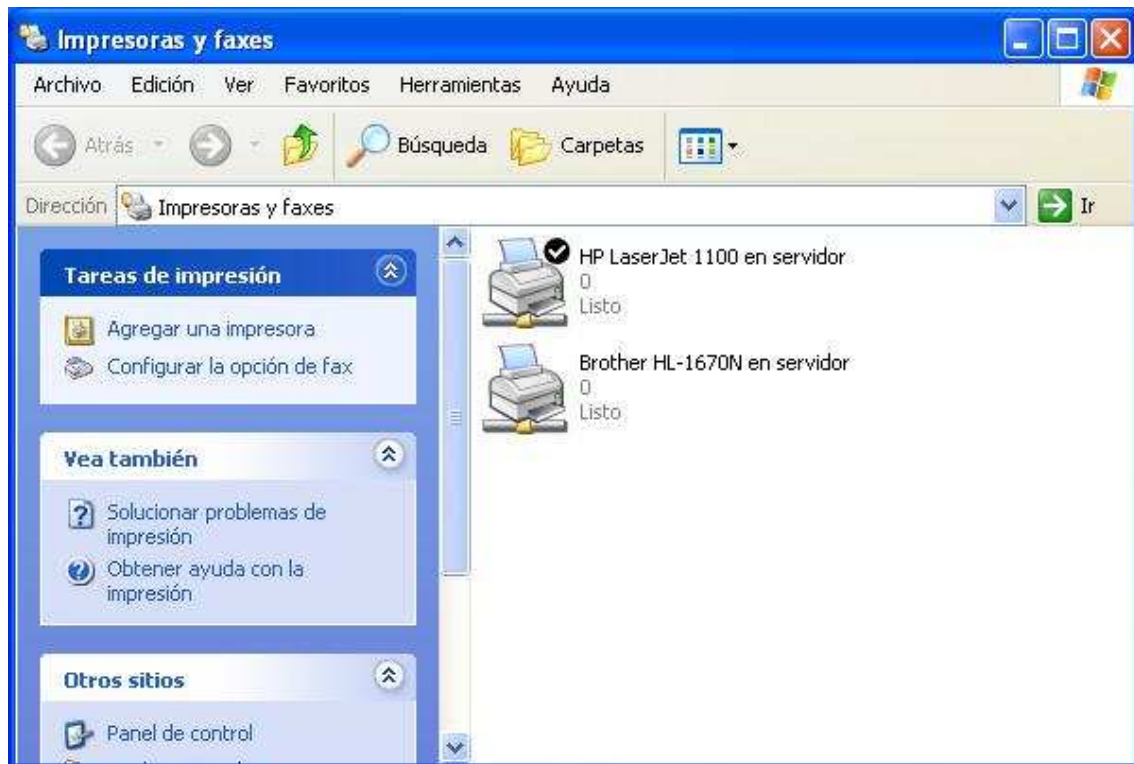 Impresoras y faxes
Archivo Edición Ver Favoritos Herramientas Ayuda
Atrás Búsqueda Carpetas
Dirección Impresoras y faxes Ir
Tareas de impresión
Agregar una impresora
Configurar la opción de fax
Vea también
Solucionar problemas de
impresión
Obtener ayuda con la
impresión
Otros sitios
Panel de control
HP LaserJet 1100 en servidor
0
Listo
Brother HL-1670N en servidor
0
Listo